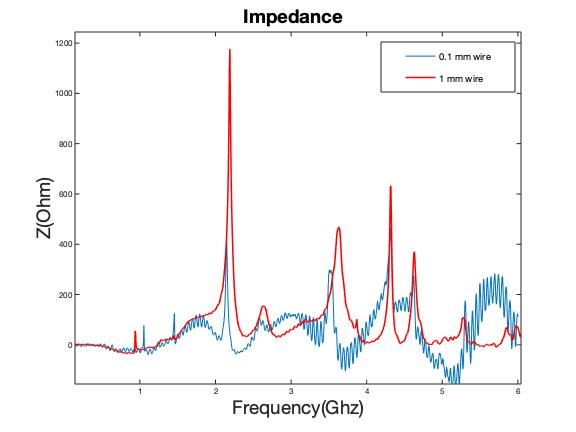 Impedance
0.1 mm wire
1 mm wire
1200
1000
800
600
400
200
0
Z(Ohm)
1 2 3 4 5 6
Frequency(Ghz)